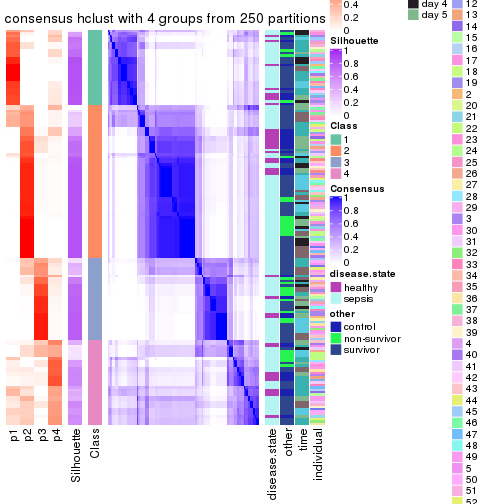 consensus hclust with 4 groups from 250 partitions
p1
p2
p3
p4
Silhouette
Class
disease.state
other
time
individual
0.4
0.2
0
Silhouette
1
0.8
0.6
0.4
0.2
0
Class
1
2
3
4
Consensus
1
0.8
0.6
0.4
0.2
0
disease.state
healthy
sepsis
other
control
non-survivor
survivor
day 4
day 5
12
13
14
15
16
17
18
19
2
20
21
22
23
24
25
26
27
28
29
3
30
31
32
33
34
35
36
37
38
39
4
40
41
42
43
44
45
46
47
48
49
5
50
51
52